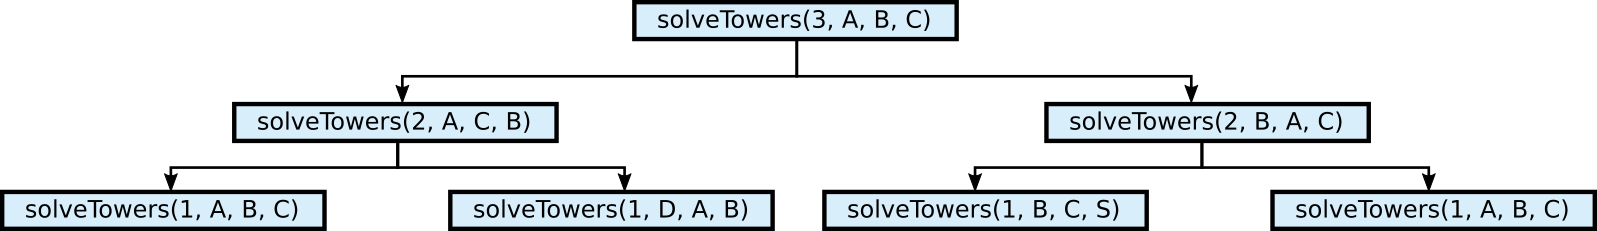 solveTowers(3, A, B, C)
solveTowers(2, A, C, B)
solveTowers(2, B, A, C)
solveTowers(1, A, B, C)
solveTowers(1, D, A, B)
solveTowers(1, B, C, S)
solveTowers(1, A, B, C)